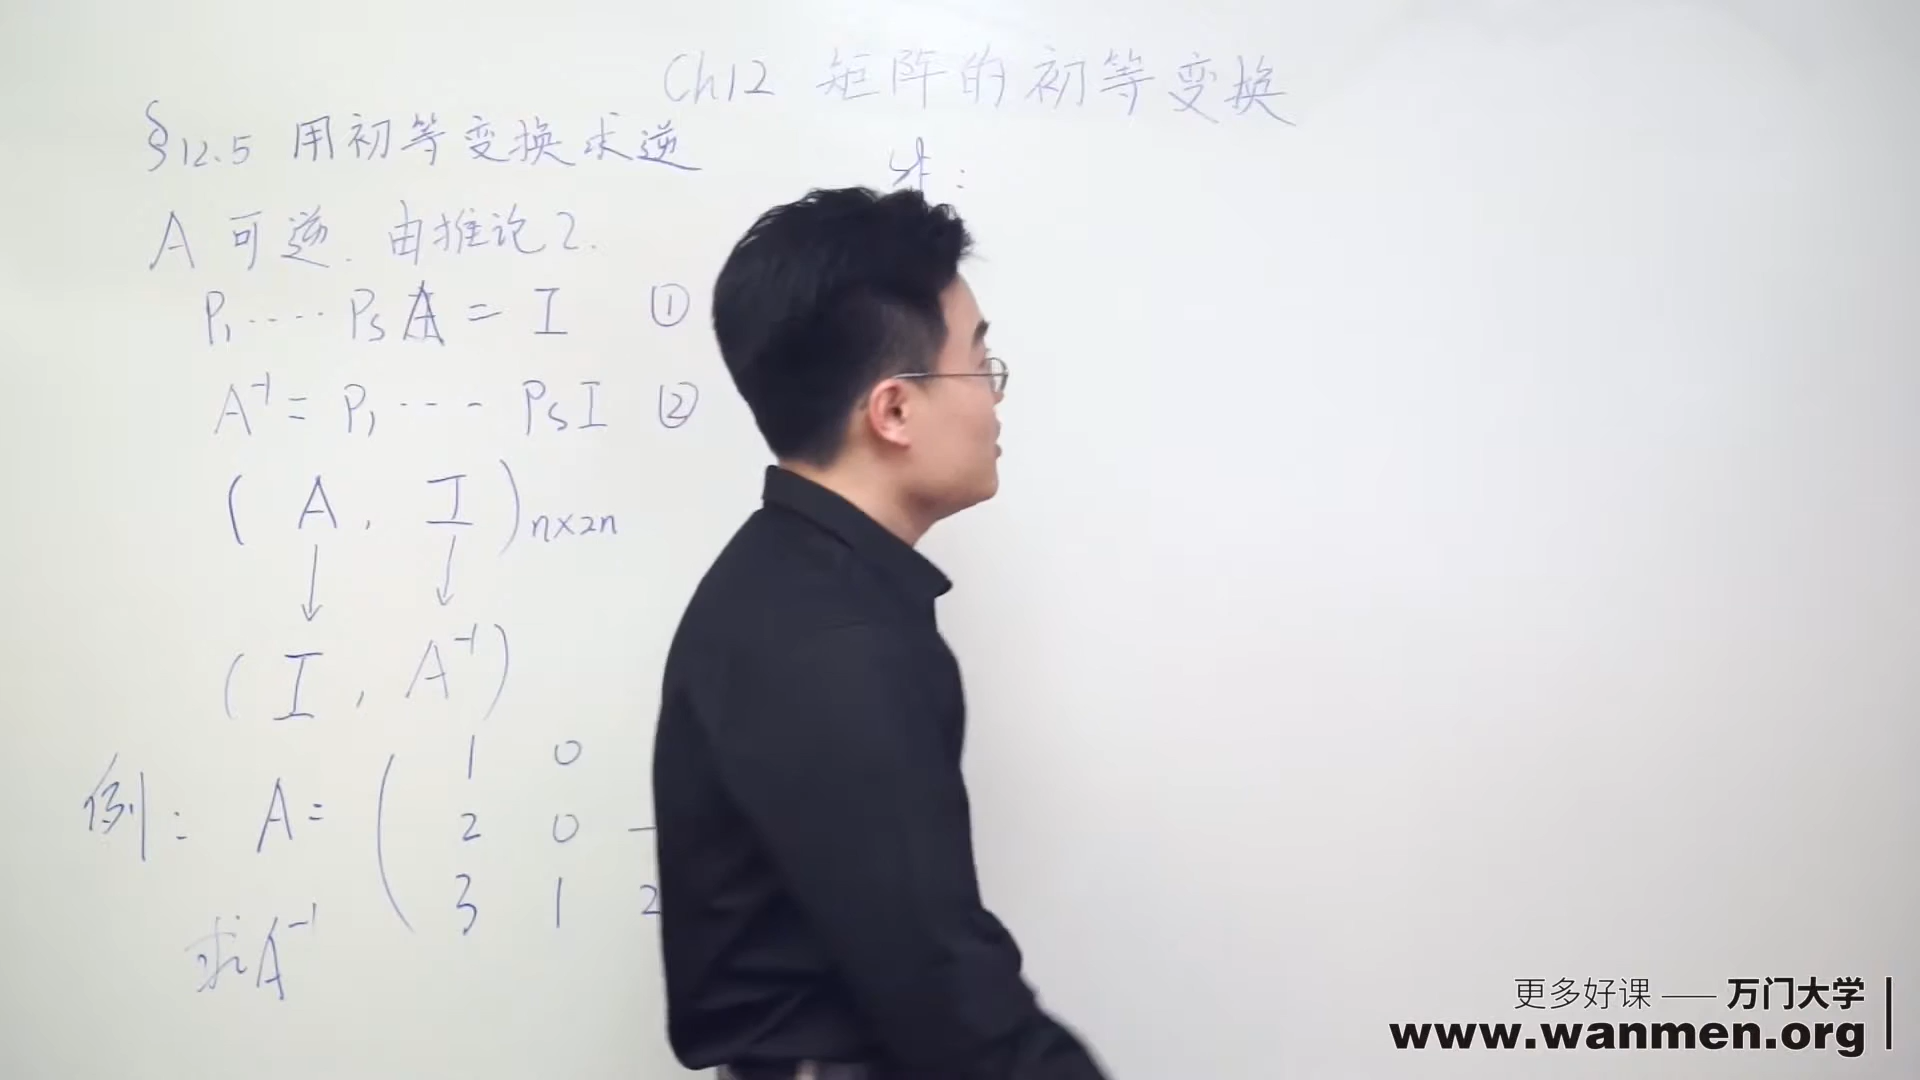 Ch12 矩阵的初等变换
§12.5 用初等变换求逆
A 可逆. 由推论2.
P₁ ···· Pₛ A = I ①
A⁻¹ = P₁ --- Pₛ I ②
( A , I )n×2n
↓ ↓
( I , A⁻¹)
例: A = (
1 0
2 0 —
3 1 2
求A⁻¹
更多好课 —— 万门大学
www.wanmen.org